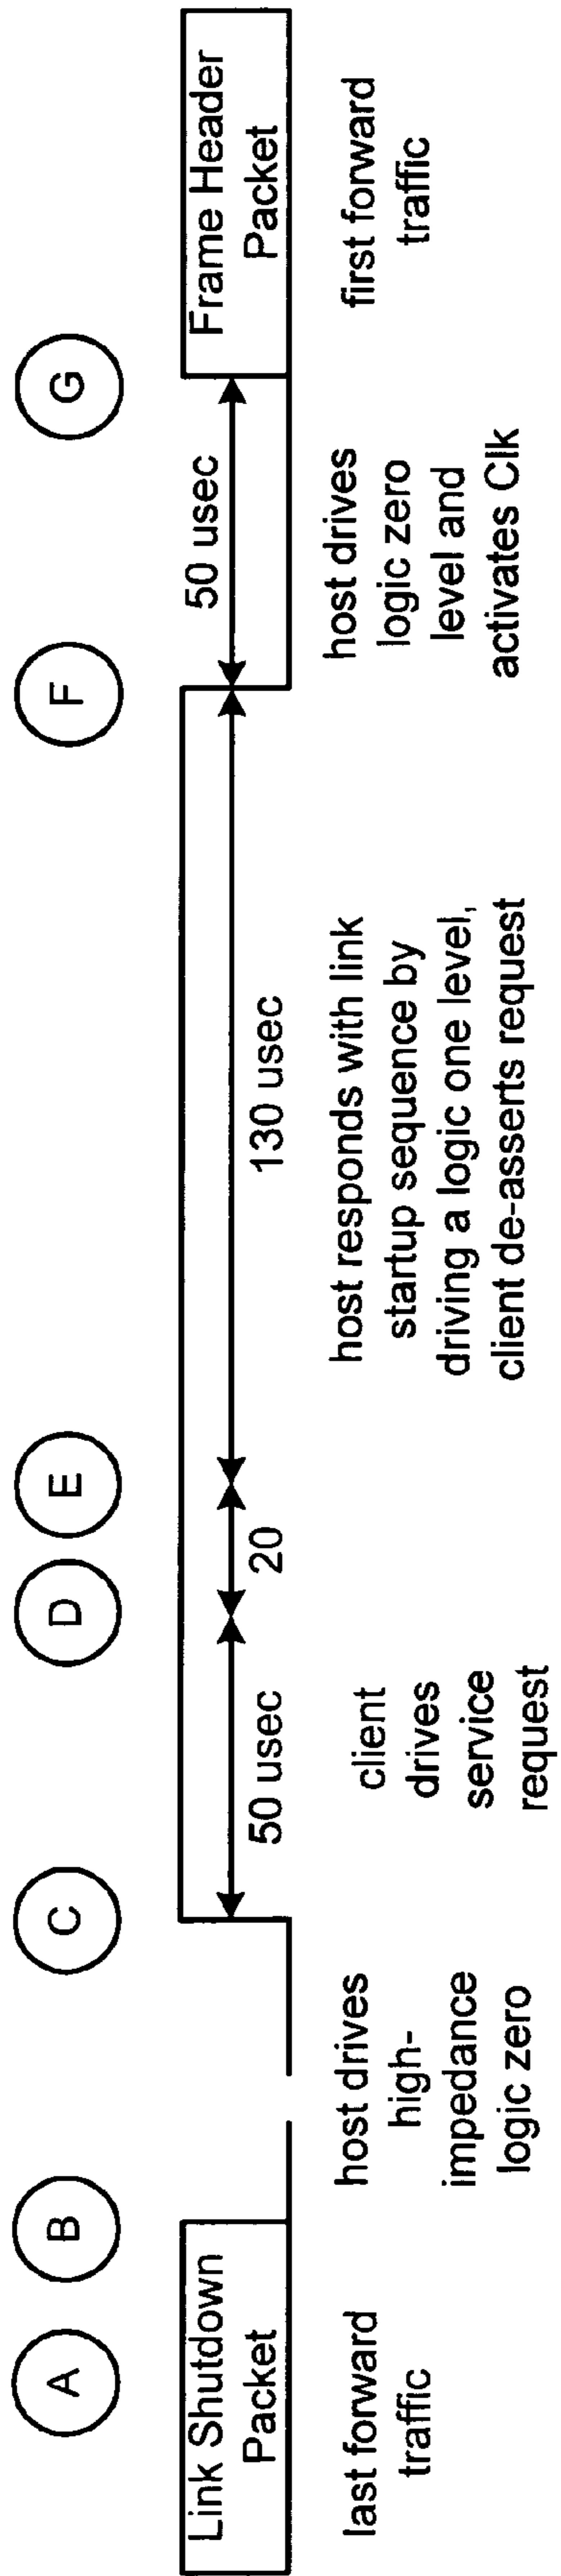 A
B
C
D
E
F
G
Link Shutdown
Packet
50 usec
20
130 usec
50 usec
Frame Header
Packet
last forward
traffic
host drives
high-
impedance
logic zero
client
drives
service
request
host responds with link
startup sequence by
driving a logic one level,
client de-asserts request
host drives
logic zero
level and
activates Clk
first forward
traffic